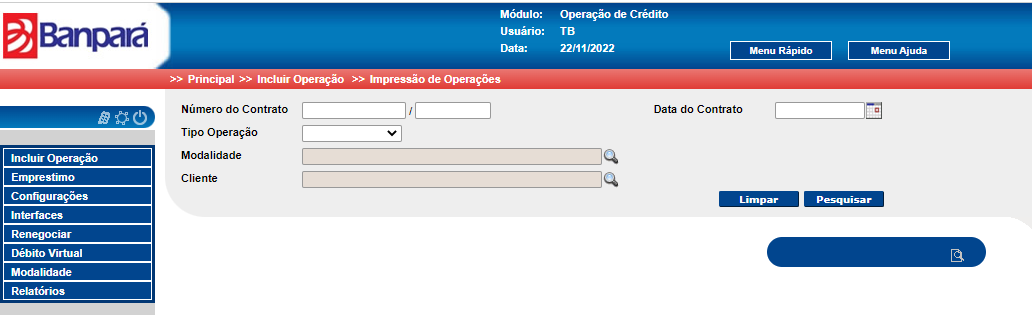 Banpará
Módulo: Operação de Crédito
Usuário: TB
Data: 22/11/2022
Menu Rápido
Menu Ajuda
>> Principal >> Incluir Operação >> Impressão de Operações
Número do Contrato /
Data do Contrato
Tipo Operação
Modalidade
Cliente
Limpar
Pesquisar
Incluir Operação
Emprestimo
Configurações
Interfaces
Renegociar
Débito Virtual
Modalidade
Relatórios